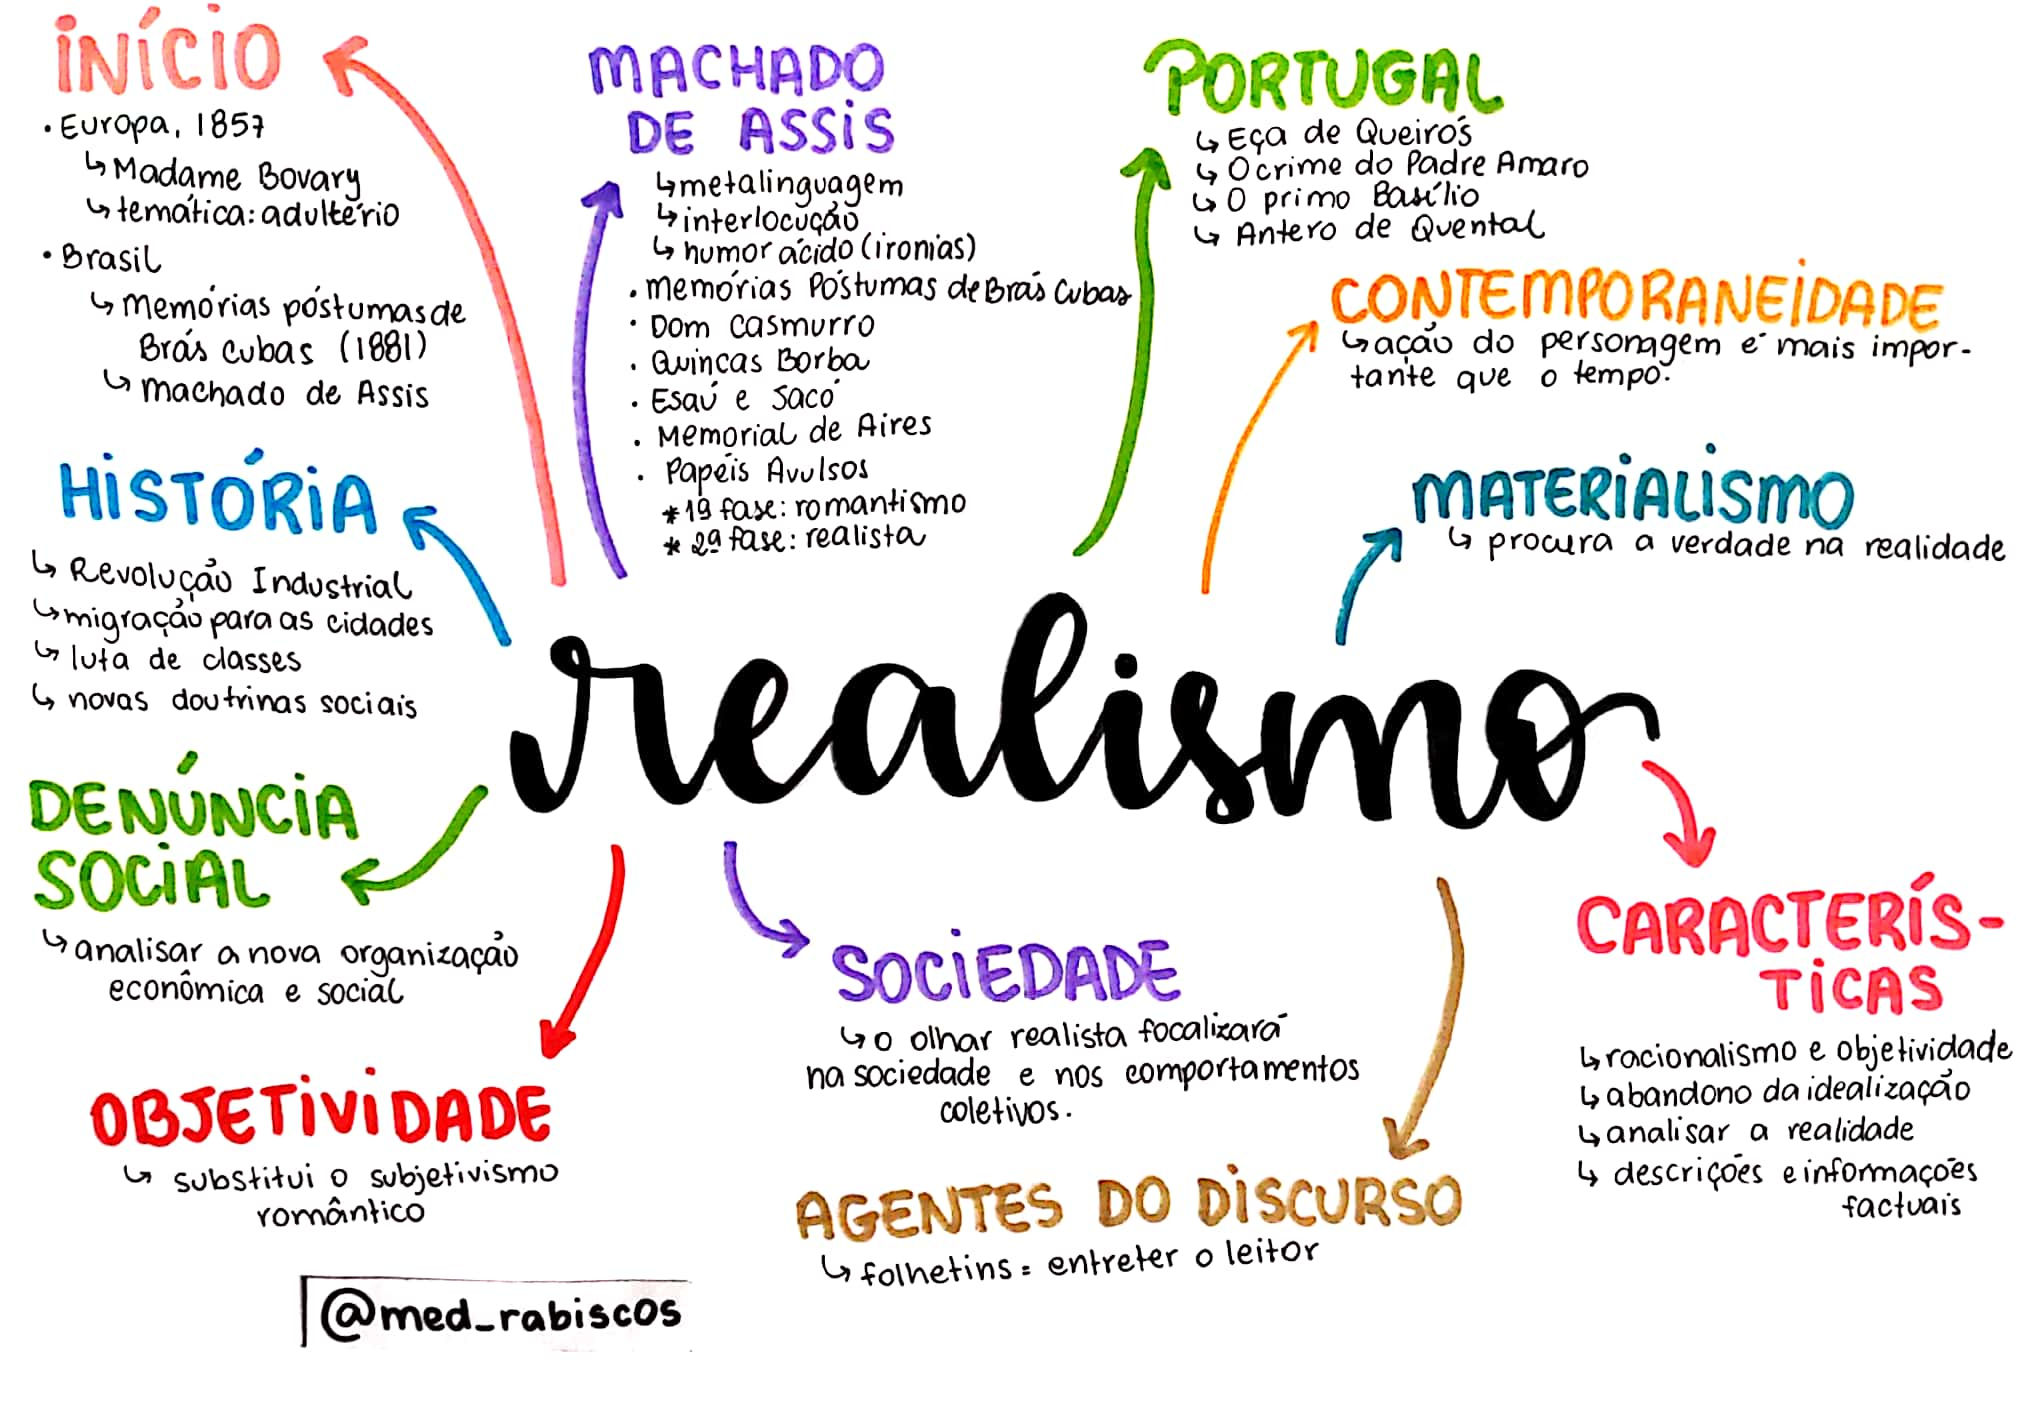 INÍCIO
• Europa, 1857
↳ Madame Bovary
↳ temática: adultério
• Brasil
↳ Memórias póstumas de
Brás Cubas (1881)
↳ machado de Assis
MACHADO
DE ASSIS
↳ metalinguagem
↳ interlocução
↳ humor ácido (ironias)
• Memórias Póstumas de Brás Cubas
• Dom Casmurro
• Quincas Borba
• Esaú e Jacó
• Memorial de Aires
• Papéis Avulsos
* 1ª fase: romantismo
* 2ª fase: realista
PORTUGAL
↳ Eça de Queirós
↳ O crime do Padre Amaro
↳ O primo Basílio
↳ Antero de Quental
CONTEMPORANEIDADE
↳ ação do personagem é mais impor-
tante que o tempo.
MATERIALISMO
↳ procura a verdade na realidade
HISTÓRIA
↳ Revolução Industrial
↳ migração para as cidades
↳ luta de classes
↳ novas doutrinas sociais
realismo
DENÚNCIA
SOCIAL
↳ analisar a nova organização
econômica e social
OBJETIVIDADE
↳ substitui o subjetivismo
romântico
SOCIEDADE
↳ o olhar realista focalizará
na sociedade e nos comportamentos
coletivos.
AGENTES DO DISCURSO
↳ folhetins = entreter o leitor
CARACTERÍS-
TICAS
↳ racionalismo e objetividade
↳ abandono da idealização
↳ analisar a realidade
↳ descrições e informações
factuais
@med_rabiscos